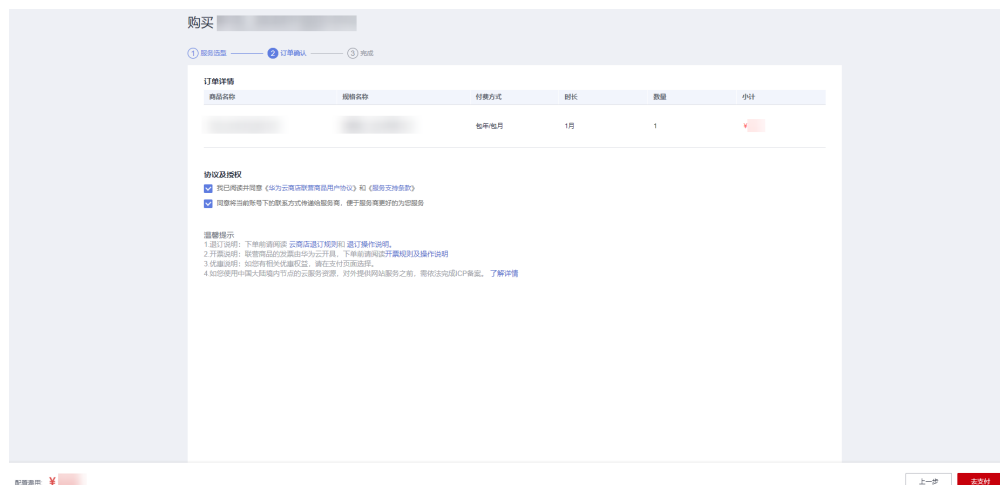 购买
1 服务选型 2 订单确认 3 完成
订单详情
商品名称 规格名称 付费方式 时长 数量 小计
包年/包月 1月 1 ¥
协议及授权
我已阅读并同意《华为云商店联营商品用户协议》和《服务支持条款》
同意将当前账号下的联系方式传递给服务商，便于服务商更好的为您服务
温馨提示
1.退订说明：下单前请阅读 云商店退订规则和 退订操作说明。
2.开票说明：联营商品的发票由华为云开具，下单前请阅读开票规则及操作说明
3.优惠说明：如您有相关优惠权益，请在支付页面选择。
4.如您使用中国大陆境内节点的云服务资源，对外提供网站服务之前，需依法完成ICP备案。 了解详情
配置费用 ¥ 上一步 去支付